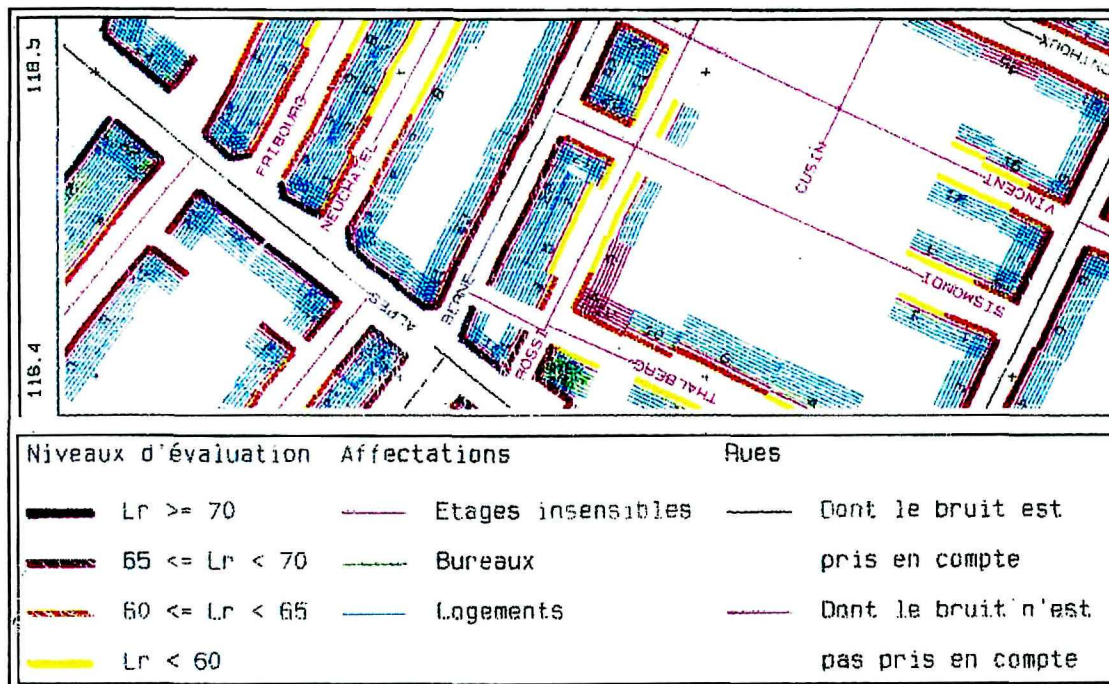 118.5
116.4
FRIBOURG
NEUCHATEL
ALPES
BERNE
ROSSI
THALBERG
CUSIN
VINCENT
SISMONDI
Niveaux d'évaluation
Lr >= 70
65 <= Lr < 70
60 <= Lr < 65
Lr < 60
Affectations
Etages insensibles
Bureaux
Logements
Rues
Dont le bruit est
pris en compte
Dont le bruit n'est
pas pris en compte